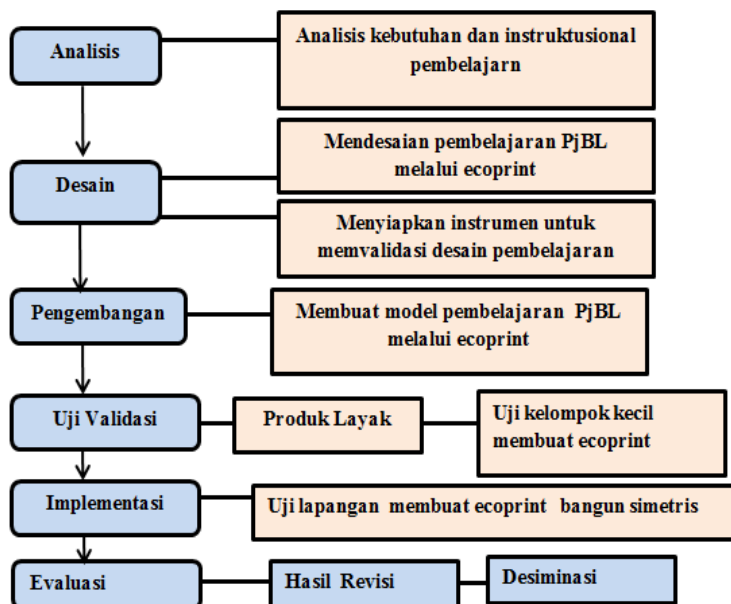 Analisis
Analisis kebutuhan dan instruktusional
pembelajarn
Desain
Mendesaian pembelajaran PjBL
melalui ecoprint
Menyiapkan instrumen untuk
memvalidasi desain pembelajaran
Pengembangan
Membuat model pembelajaran PjBL
melalui ecoprint
Uji Validasi
Produk Layak
Uji kelompok kecil
membuat ecoprint
Implementasi
Uji lapangan membuat ecoprint bangun simetris
Evaluasi
Hasil Revisi
Desiminasi